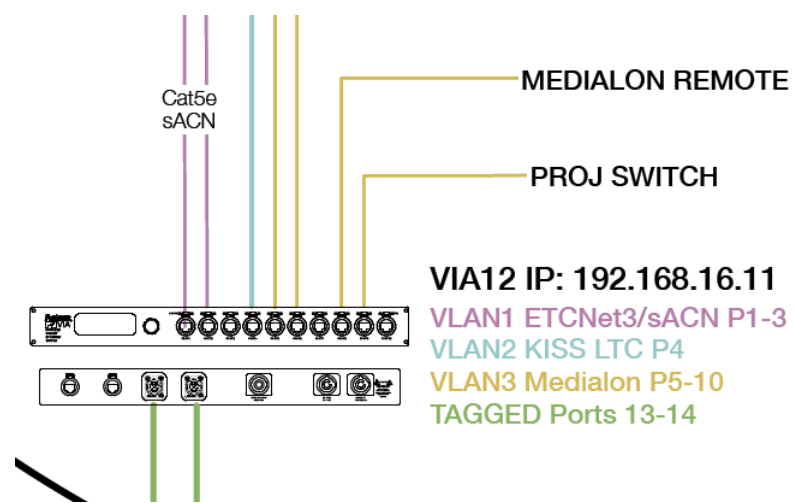 MEDIALON REMOTE
Cat5e
sACN
PROJ SWITCH
VIA12 IP: 192.168.16.11
VLAN1 ETCNet3/sACN P1-3
VLAN2 KISS LTC P4
VLAN3 Medialon P5-10
TAGGED Ports 13-14